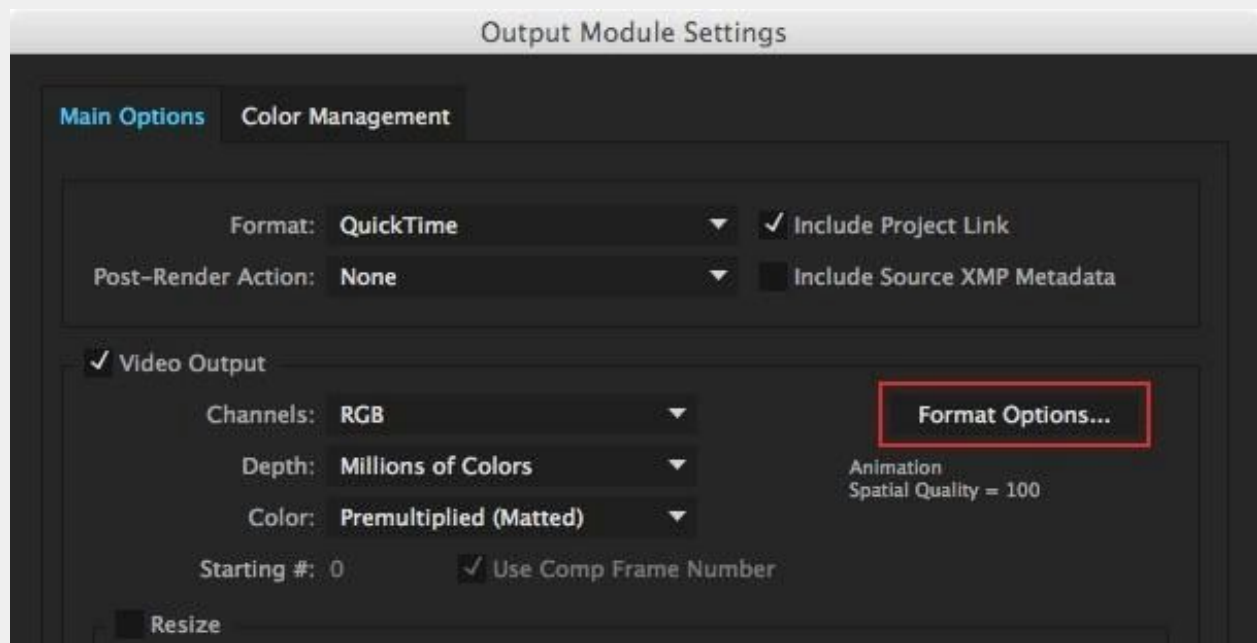 Output Module Settings
Main Options Color Management
Format: QuickTime Include Project Link
Post-Render Action: None Include Source XMP Metadata
Video Output
Channels: RGB Format Options...
Depth: Millions of Colors Animation
Spatial Quality = 100
Color: Premultiplied (Matted)
Starting #: 0 Use Comp Frame Number
Resize